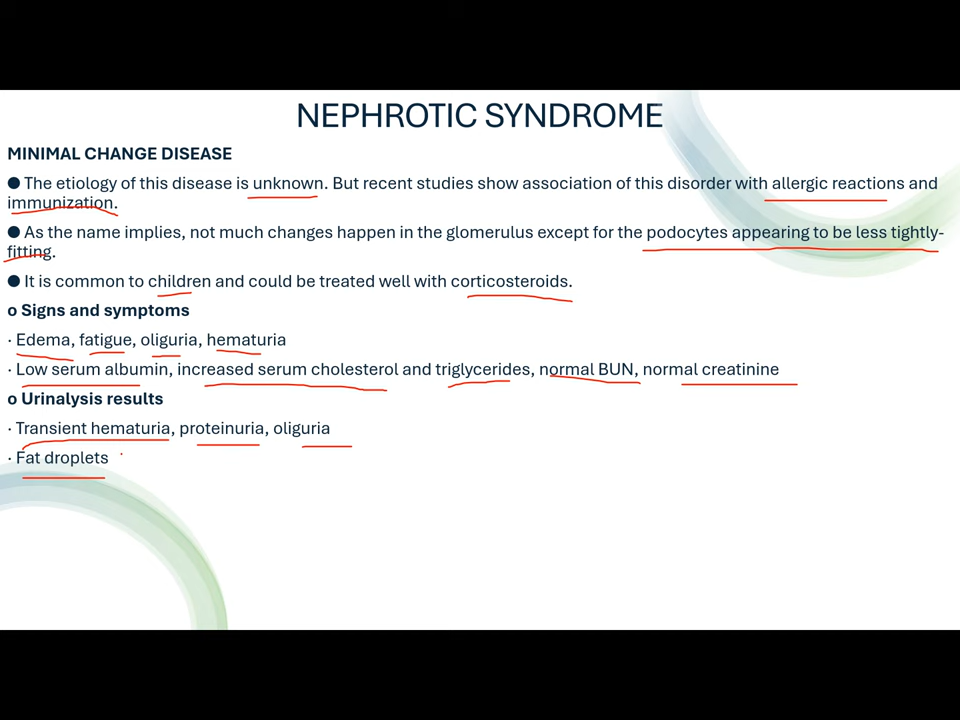 NEPHROTIC SYNDROME
MINIMAL CHANGE DISEASE
● The etiology of this disease is unknown. But recent studies show association of this disorder with allergic reactions and
immunization.
● As the name implies, not much changes happen in the glomerulus except for the podocytes appearing to be less tightly-
fitting.
● It is common to children and could be treated well with corticosteroids.
o Signs and symptoms
· Edema, fatigue, oliguria, hematuria
· Low serum albumin, increased serum cholesterol and triglycerides, normal BUN, normal creatinine
o Urinalysis results
· Transient hematuria, proteinuria, oliguria
· Fat droplets